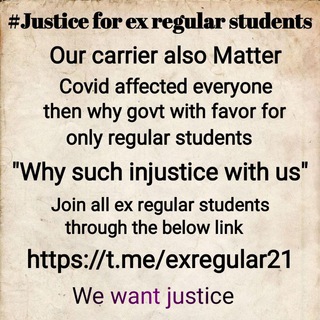 #Justice for ex regular students
Our carrier also Matter
Covid affected everyone
then why govt with favor for
only regular students
"Why such injustice with us"
Join all ex regular students
through the below link
https://t.me/exregular21
We want justice